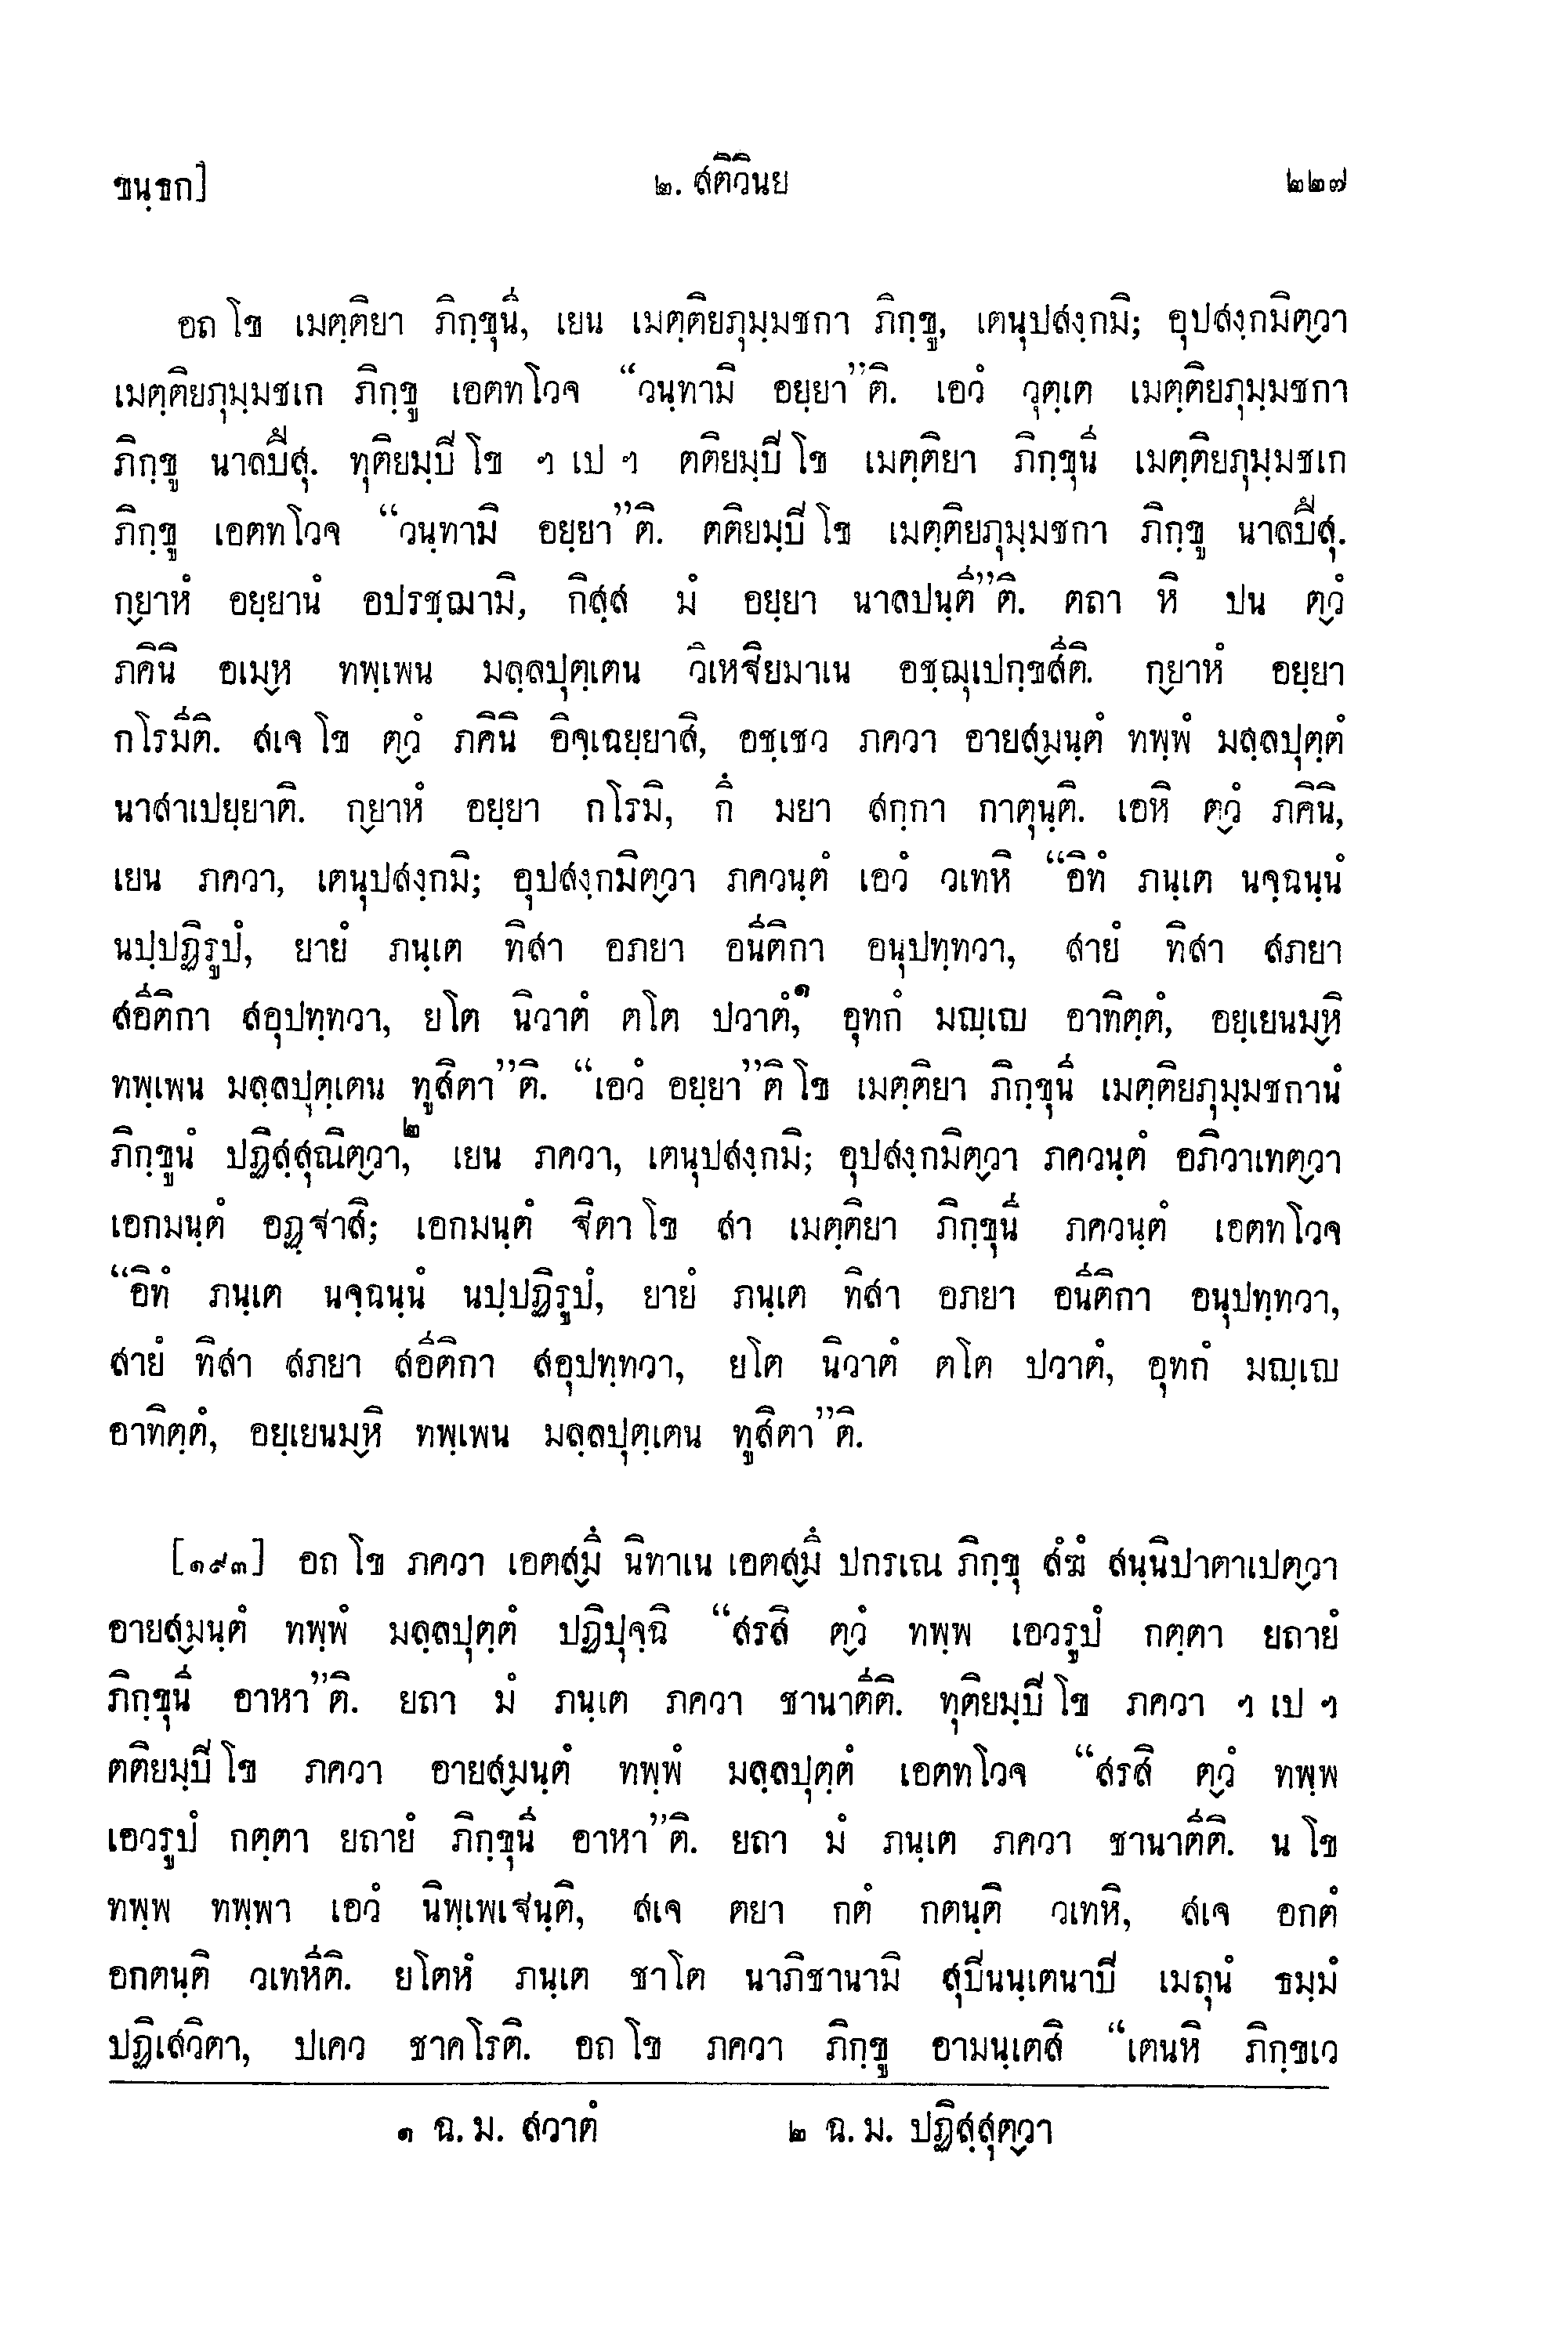 ขนฺธก]
๒. สติวินย
๒๒๗
อถ โข เมตฺติยา ภิกฺขุนี, เยน เมตฺติยภุมฺมชกา ภิกฺขู, เตนุปสงฺกมิ; อุปสงฺกมิตฺวา
เมตฺติยภุมฺมชเก ภิกฺขู เอตทโวจ “วนฺทามิ อยฺยา”ติ. เอวํ วุตฺเต เมตฺติยภุมฺมชกา
ภิกฺขู นาลปึสุ. ทุติยมฺปิ โข ฯ เป ฯ ตติยมฺปิ โข เมตฺติยา ภิกฺขุนี เมตฺติยภุมฺมชเก
ภิกฺขู เอตทโวจ “วนฺทามิ อยฺยา”ติ. ตติยมฺปิ โข เมตฺติยภุมฺมชกา ภิกฺขู นาลปึสุ.
กฺยาหํ อยฺยานํ อปรชฺฌามิ, กิสฺส มํ อยฺยา นาลปนฺตี”ติ. ตถา หิ ปน ตฺวํ
ภคินิ อเมฺห ทพฺเพน มลฺลปุตฺเตน วิเหฐิยมาเน อชฺฌุเปกฺขสีติ. กฺยาหํ อยฺยา
กโรมีติ. สเจ โข ตฺวํ ภคินิ อิจฺเฉยฺยาสิ, อชฺเชว ภควา อายสฺมนฺตํ ทพฺพํ มลฺลปุตฺตํ
นาสาเปยฺยาติ. กฺยาหํ อยฺยา กโรมิ, กึ มยา สกฺกา กาตุนฺติ. เอหิ ตฺวํ ภคินิ,
เยน ภควา, เตนุปสงฺกมิ; อุปสงฺกมิตฺวา ภควนฺตํ เอวํ วเทหิ “อิทํ ภนฺเต นจฺฉนฺนํ
นปฺปฏิรูปํ, ยายํ ภนฺเต ทิสา อภยา อนีติกา อนุปทฺทวา, สายํ ทิสา สภยา
สอีติกา สอุปทฺทวา, ยโต นิวาตํ ตโต ปวาตํ,๑ อุทกํ มญฺเญ อาทิตฺตํ, อยฺเยนมฺหิ
ทพฺเพน มลฺลปุตฺเตน ทูสิตา”ติ. “เอวํ อยฺยา”ติ โข เมตฺติยา ภิกฺขุนี เมตฺติยภุมฺมชกานํ
ภิกฺขูนํ ปฏิสฺสุณิตฺวา,๒ เยน ภควา, เตนุปสงฺกมิ; อุปสงฺกมิตฺวา ภควนฺตํ อภิวาเทตฺวา
เอกมนฺตํ อฏฺฐาสิ; เอกมนฺตํ ฐิตา โข สา เมตฺติยา ภิกฺขุนี ภควนฺตํ เอตทโวจ
“อิทํ ภนฺเต นจฺฉนฺนํ นปฺปฏิรูปํ, ยายํ ภนฺเต ทิสา อภยา อนีติกา อนุปทฺทวา,
สายํ ทิสา สภยา สอีติกา สอุปทฺทวา, ยโต นิวาตํ ตโต ปวาตํ, อุทกํ มญฺเญ
อาทิตฺตํ, อยฺเยนมฺหิ ทพฺเพน มลฺลปุตฺเตน ทูสิตา”ติ.
[๑๙๓] อถ โข ภควา เอตสฺมึ นิทาเน เอตสฺมึ ปกรเณ ภิกฺขุ สํฆํ สนฺนิปาตาเปตฺวา
อายสฺมนฺตํ ทพฺพํ มลฺลปุตฺตํ ปฏิปุจฺฉิ “สรสิ ตฺวํ ทพฺพ เอวรูปํ กตฺตา ยถายํ
ภิกฺขุนี อาหา”ติ. ยถา มํ ภนฺเต ภควา ชานาตีติ. ทุติยมฺปิ โข ภควา ฯ เป ฯ
ตติยมฺปิ โข ภควา อายสฺมนฺตํ ทพฺพํ มลฺลปุตฺตํ เอตทโวจ “สรสิ ตฺวํ ทพฺพ
เอวรูปํ กตฺตา ยถายํ ภิกฺขุนี อาหา”ติ. ยถา มํ ภนฺเต ภควา ชานาตีติ. น โข
ทพฺพ ทพฺพา เอวํ นิพฺเพเฐนฺติ, สเจ ตยา กตํ กตนฺติ วเทหิ, สเจ อกตํ
อกตนฺติ วเทหีติ. ยโตหํ ภนฺเต ชาโต นาภิชานามิ สุปินนฺเตนาปิ เมถุนํ ธมฺมํ
ปฏิเสวิตา, ปเคว ชาคโรติ. อถ โข ภควา ภิกฺขู อามนฺเตสิ “เตนหิ ภิกฺขเว
๑ ฉ. ม. สวาตํ
๒ ฉ. ม. ปฏิสฺสุตฺวา